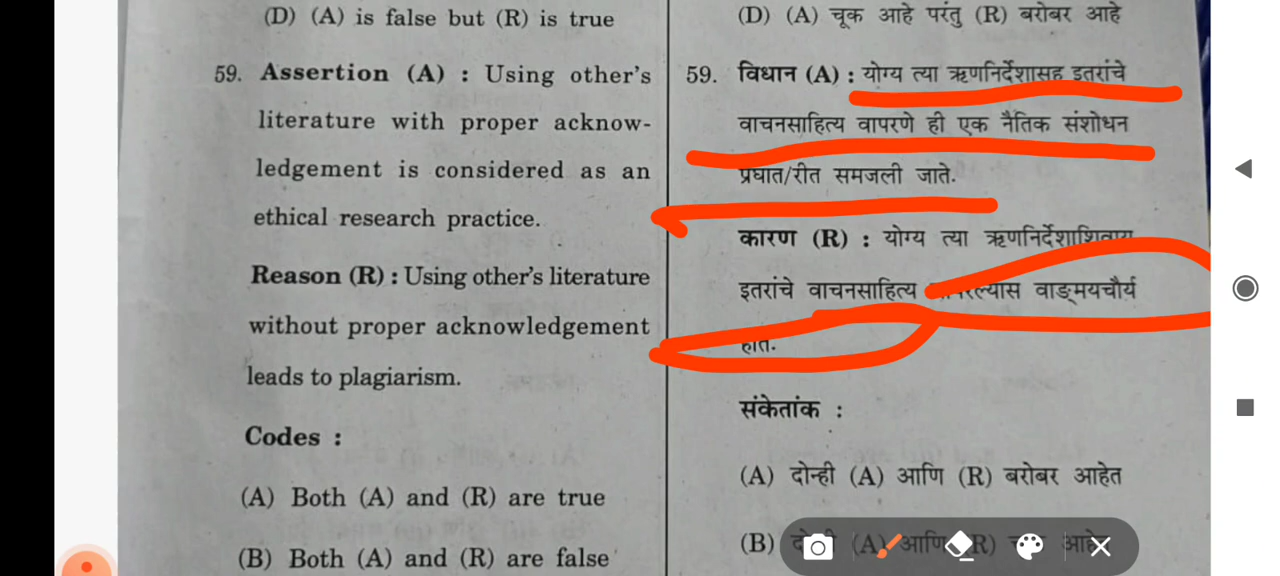 (D) (A) is false but (R) is true
59. Assertion (A) : Using other's
literature with proper acknow-
ledgement is considered as an
ethical research practice.
Reason (R) : Using other's literature
without proper acknowledgement
leads to plagiarism.
Codes :
(A) Both (A) and (R) are true
(B) Both (A) and (R) are false
(D) (A) चूक आहे परंतु (R) बरोबर आहे
59. विधान (A) : योग्य त्या ऋणनिर्देशासह इतरांचे
वाचनसाहित्य वापरणे ही एक नैतिक संशोधन
प्रघात/रीत समजली जाते.
कारण (R) : योग्य त्या ऋणनिर्देशाशिवाय
इतरांचे वाचनसाहित्य वाङ्मयचौर्य
होते.
संकेतांक :
(A) दोन्ही (A) आणि (R) बरोबर आहेत
(B) (A) आणि (R)